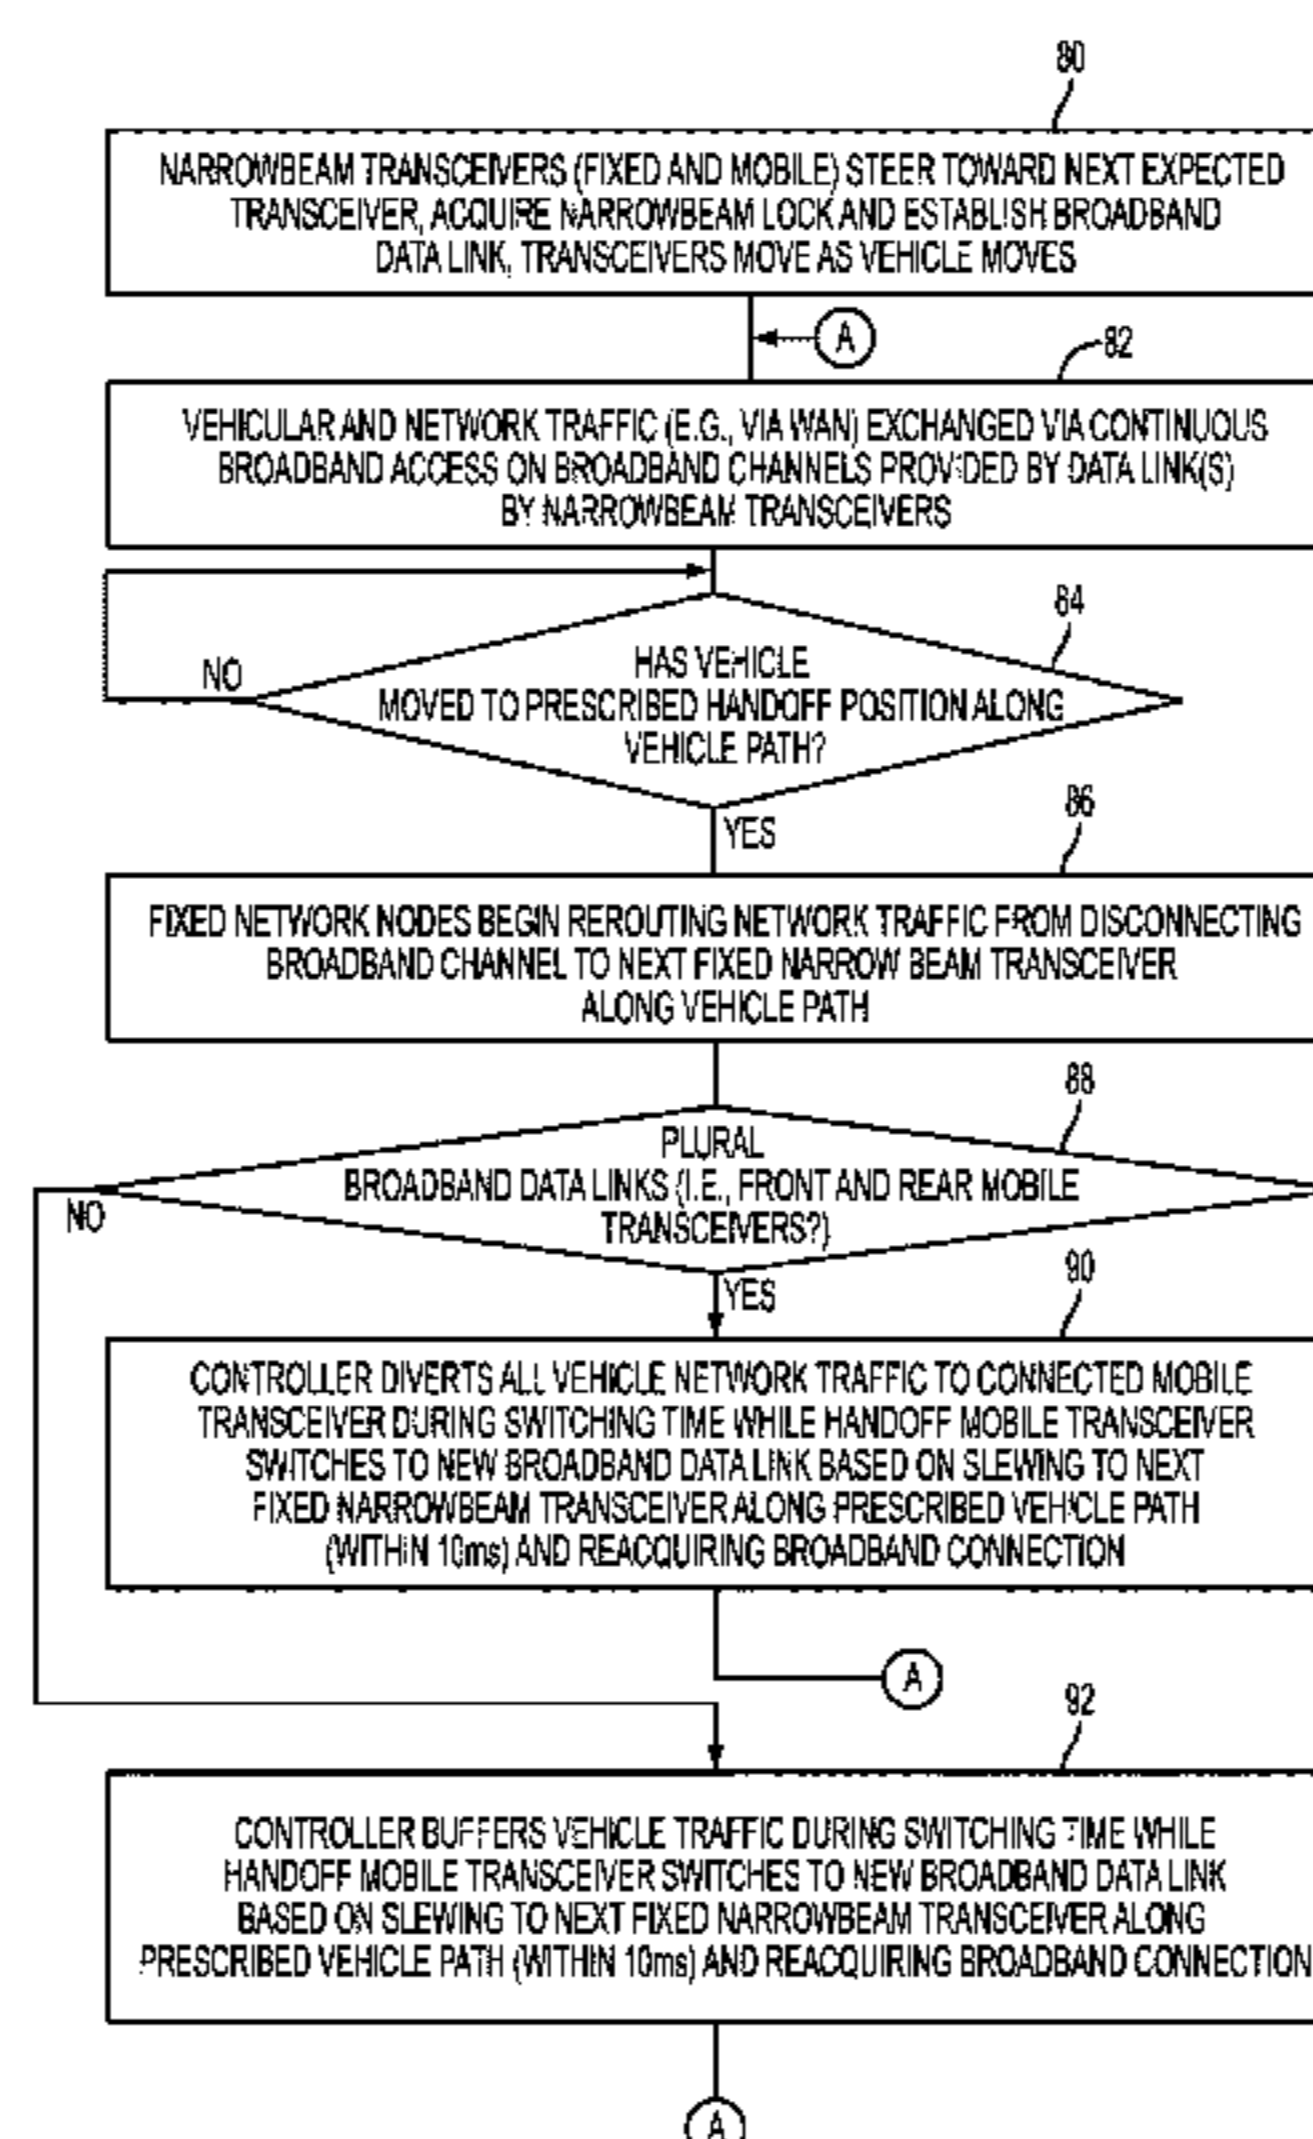 80
NARROWBEAM TRANSCEIVERS (FIXED AND MOBILE) STEER TOWARD NEXT EXPECTED
TRANSCEIVER, ACQUIRE NARROWBEAM LOCK AND ESTABLISH BROADBAND
DATA LINK, TRANSCEIVERS MOVE AS VEHICLE MOVES
A
82
VEHICULAR AND NETWORK TRAFFIC (E.G., VIA WAN) EXCHANGED VIA CONTINUOUS
BROADBAND ACCESS ON BROADBAND CHANNELS PROVIDED BY DATA LINK(S)
BY NARROWBEAM TRANSCEIVERS
84
HAS VEHICLE
NO
MOVED TO PRESCRIBED HANDOFF POSITION ALONG
VEHICLE PATH?
YES
86
FIXED NETWORK NODES BEGIN REROUTING NETWORK TRAFFIC FROM DISCONNECTING
BROADBAND CHANNEL TO NEXT FIXED NARROW BEAM TRANSCEIVER
ALONG VEHICLE PATH
88
PLURAL
BROADBAND DATA LINKS (I.E., FRONT AND REAR MOBILE
NO
TRANSCEIVERS?)
YES
90
CONTROLLER DIVERTS ALL VEHICLE NETWORK TRAFFIC TO CONNECTED MOBILE
TRANSCEIVER DURING SWITCHING TIME WHILE HANDOFF MOBILE TRANSCEIVER
SWITCHES TO NEW BROADBAND DATA LINK BASED ON SLEWING TO NEXT
FIXED NARROWBEAM TRANSCEIVER ALONG PRESCRIBED VEHICLE PATH
(WITHIN 10ms) AND REACQUIRING BROADBAND CONNECTION
A
92
CONTROLLER BUFFERS VEHICLE TRAFFIC DURING SWITCHING TIME WHILE
HANDOFF MOBILE TRANSCEIVER SWITCHES TO NEW BROADBAND DATA LINK
BASED ON SLEWING TO NEXT FIXED NARROWBEAM TRANSCEIVER ALONG
PRESCRIBED VEHICLE PATH (WITHIN 10ms) AND REACQUIRING BROADBAND CONNECTION
A